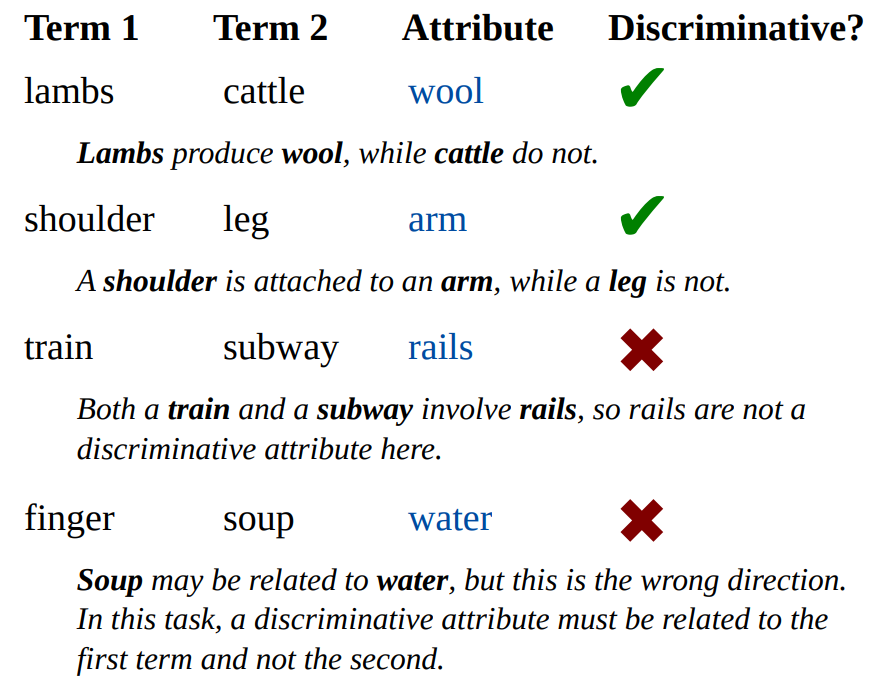 Term 1 Term 2 Attribute Discriminative?
lambs cattle wool ✔
Lambs produce wool, while cattle do not.
shoulder leg arm ✔
A shoulder is attached to an arm, while a leg is not.
train subway rails ✖
Both a train and a subway involve rails, so rails are not a
discriminative attribute here.
finger soup water ✖
Soup may be related to water, but this is the wrong direction.
In this task, a discriminative attribute must be related to the
first term and not the second.